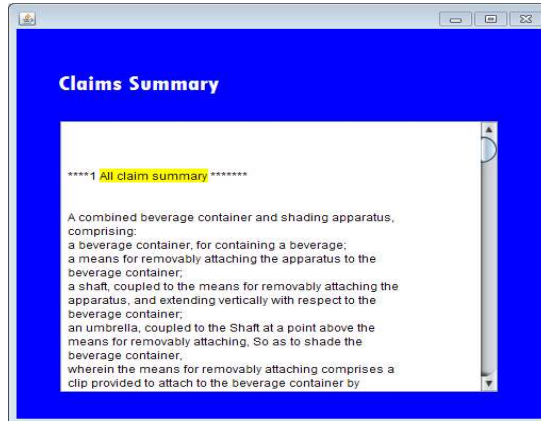 Claims Summary
****1 All claim summary *******
A combined beverage container and shading apparatus,
comprising:
a beverage container, for containing a beverage;
a means for removably attaching the apparatus to the
beverage container;
a shaft, coupled to the means for removably attaching the
apparatus, and extending vertically with respect to the
beverage container;
an umbrella, coupled to the Shaft at a point above the
means for removably attaching, So as to shade the
beverage container,
wherein the means for removably attaching comprises a
clip provided to attach to the beverage container by